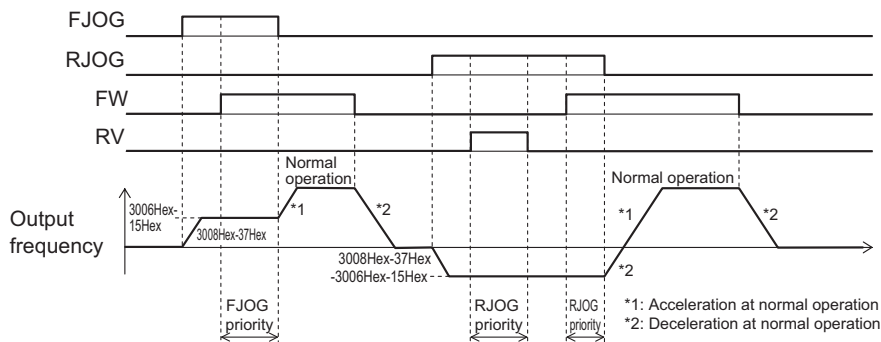 FJOG
RJOG
FW
RV
Normal
operation
Normal operation
3006Hex-
15Hex
*1
*2
*1
*2
Output
frequency
3008Hex-37Hex
3008Hex-37Hex
-3006Hex-15Hex
*2
FJOG
priority
RJOG
priority
RJOG
priority
*1: Acceleration at normal operation
*2: Deceleration at normal operation